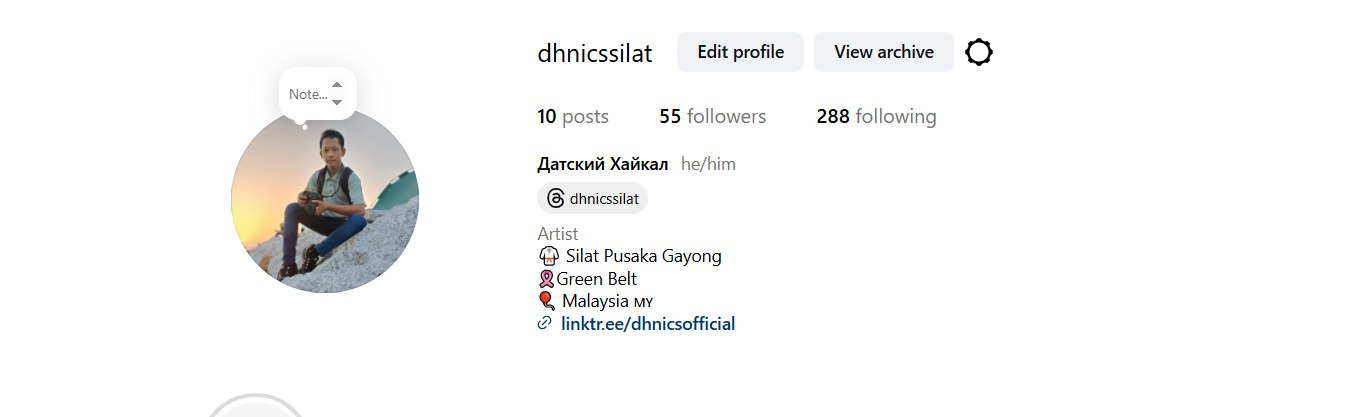 dhnicssilat Edit profile View archive
Note...
10 posts 55 followers 288 following
Датский Хайкал he/him
dhnicssilat
Artist
🥋 Silat Pusaka Gayong
🎗Green Belt
🎈 Malaysia ᴍʏ
linktr.ee/dhnicsofficial